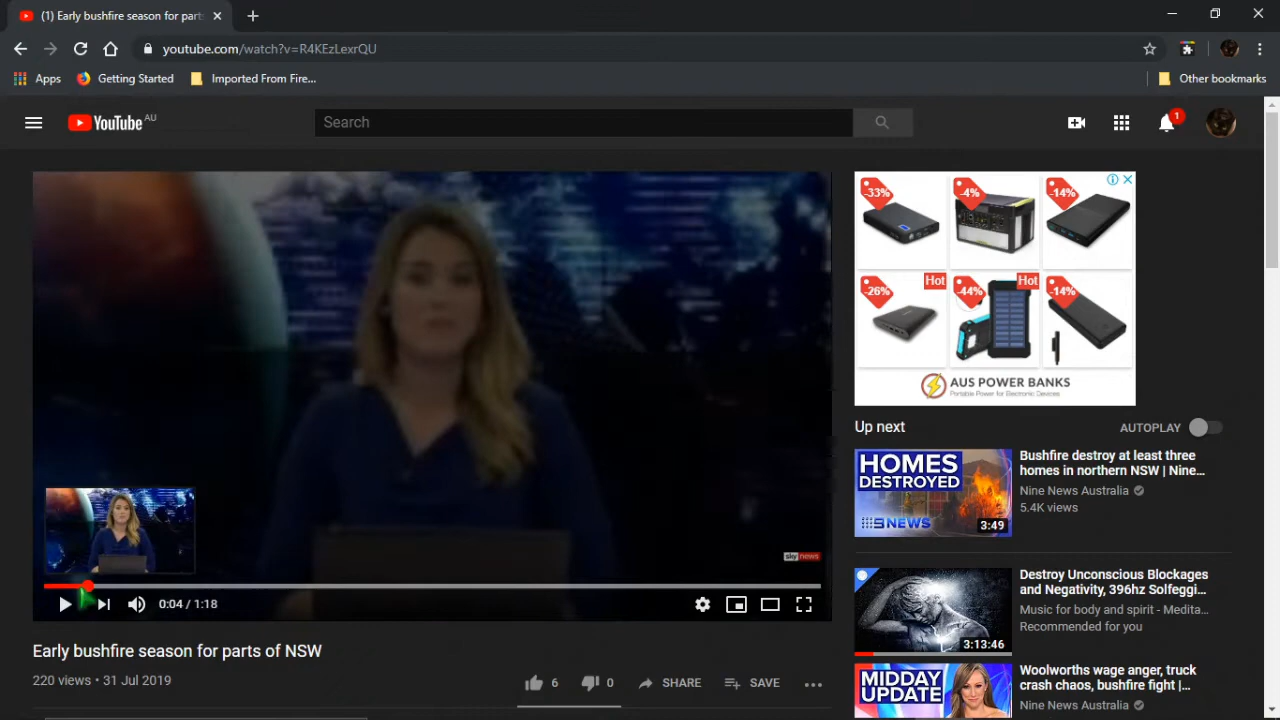 (1) Early bushfire season for part
youtube.com/watch?v=R4KEzLexrQU
Apps
Getting Started
Imported From Fire...
Other bookmarks
YouTube AU
Search
1
-33%
-4%
-14%
-26%
Hot
-44%
Hot
-14%
AUS POWER BANKS
Portable Power for Electronic Devices
Up next
AUTOPLAY
HOMES
DESTROYED
9 NEWS
3:49
Bushfire destroy at least three
homes in northern NSW | Nine...
Nine News Australia
5.4K views
sky news
0:04 / 1:18
Early bushfire season for parts of NSW
220 views • 31 Jul 2019
6
0
SHARE
SAVE
3:13:46
Destroy Unconscious Blockages
and Negativity, 396hz Solfeggi...
Music for body and spirit - Medita...
Recommended for you
MIDDAY
UPDATE
Woolworths wage anger, truck
crash chaos, bushfire fight |...
Nine News Australia